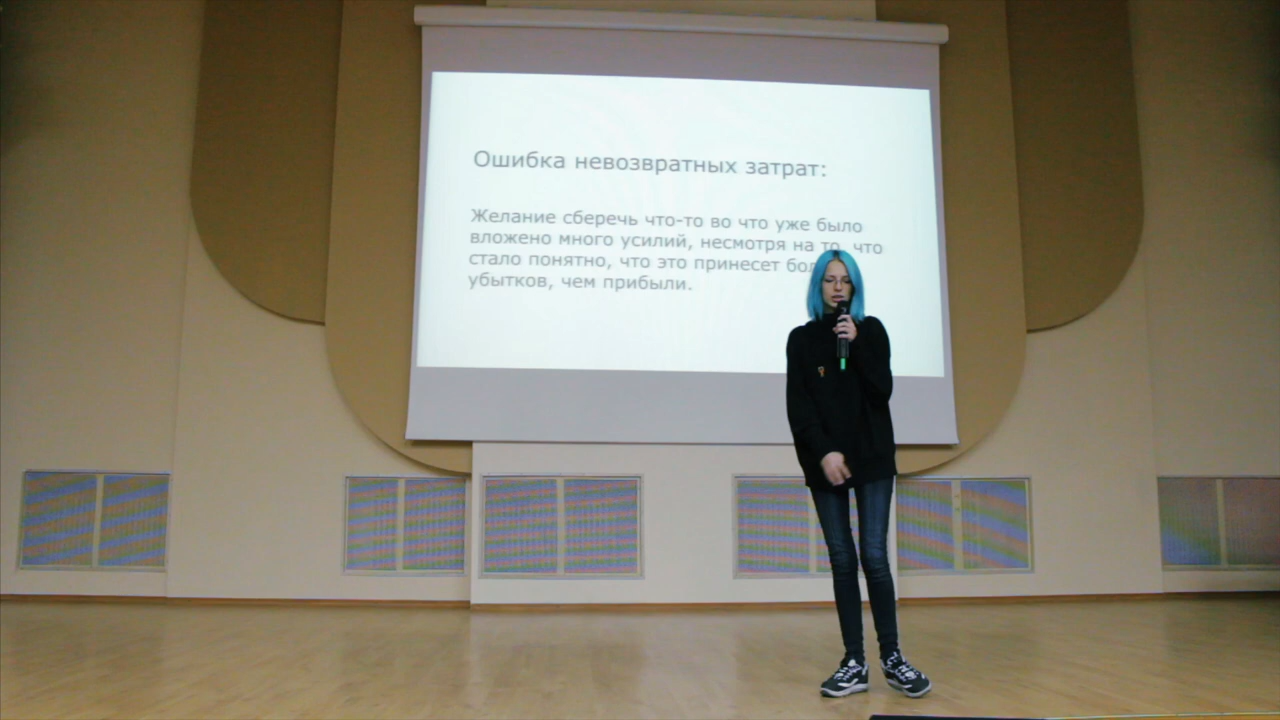 Ошибка невозвратных затрат:
Желание сберечь что-то во что уже было
вложено много усилий, несмотря на то, что
стало понятно, что это принесет
убытков, чем прибыли.